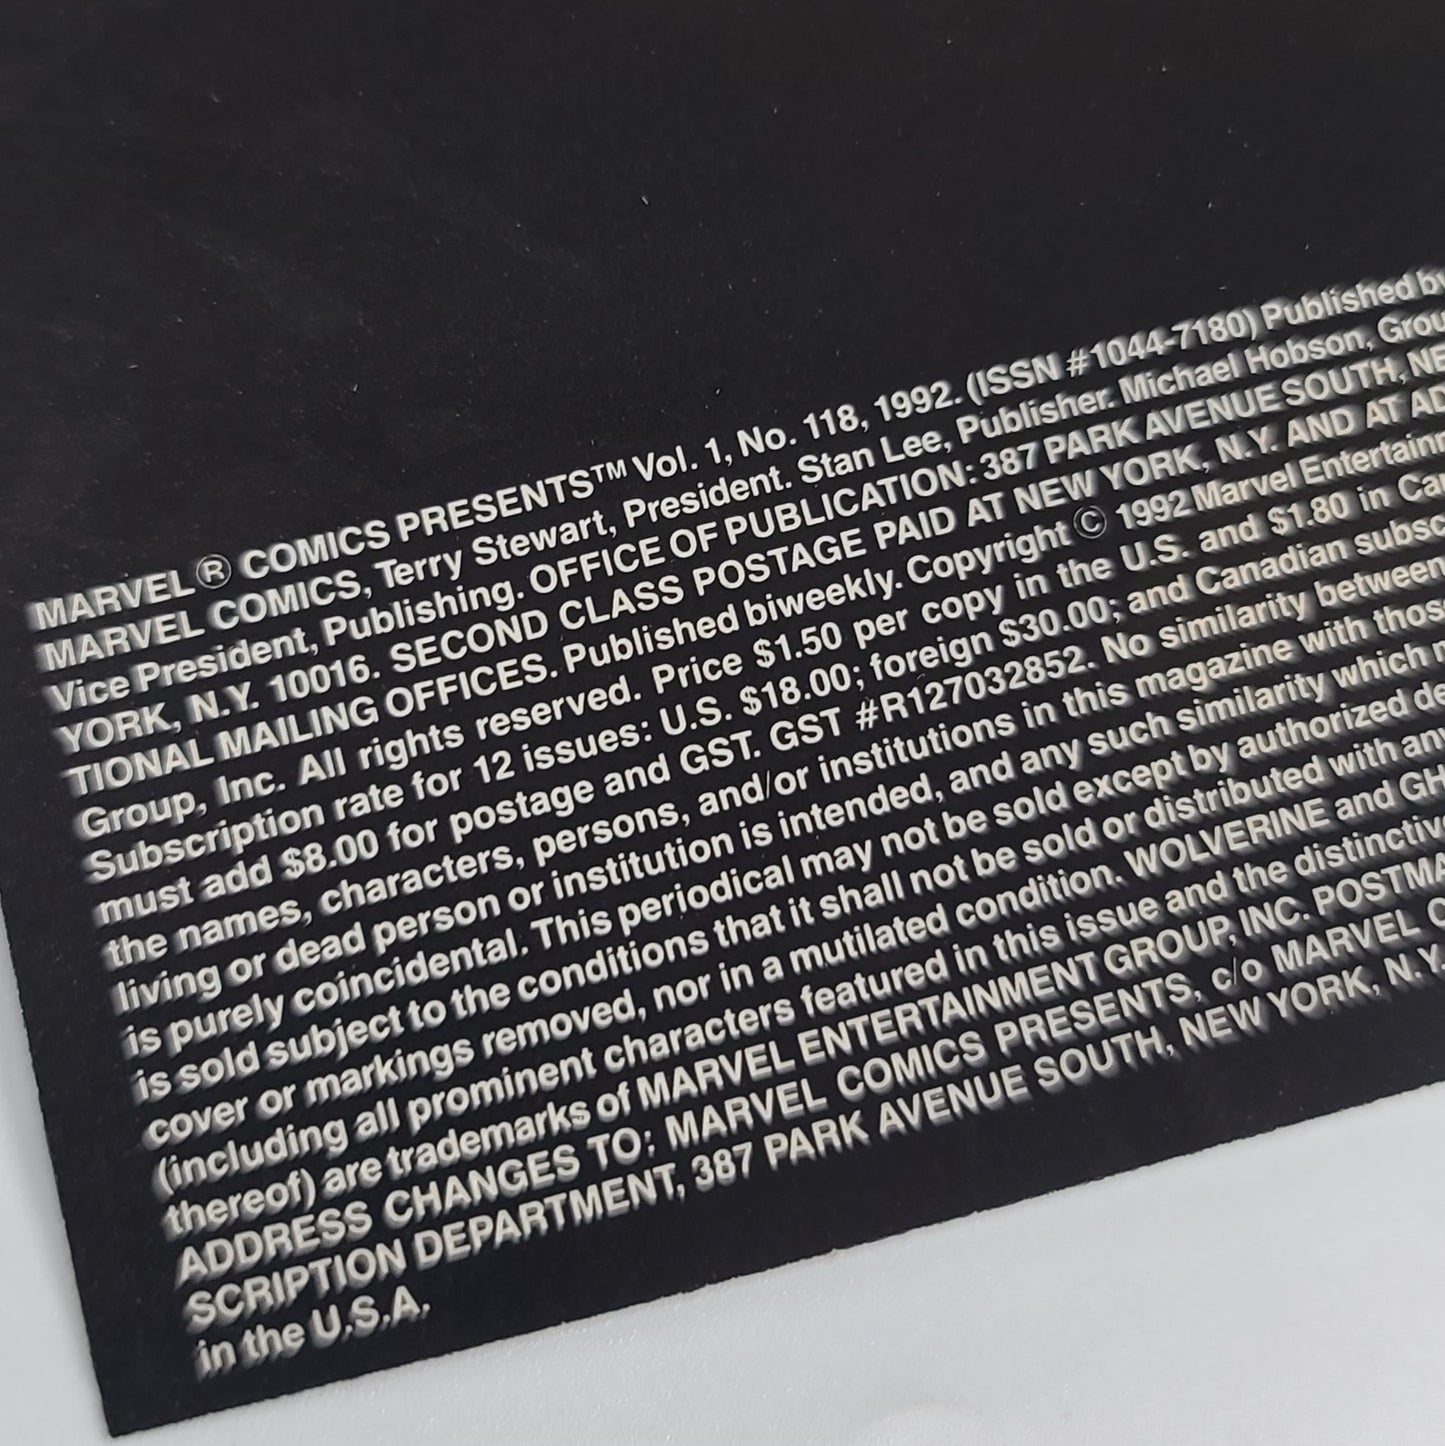 MARVEL ® COMICS PRESENTS™ Vol. 1, No. 118, 1992. (ISSN #1044-7180) Published by
MARVEL COMICS, Terry Stewart, President. Stan Lee, Publisher. Michael Hobson, Grou
Vice President, Publishing. OFFICE OF PUBLICATION: 387 PARK AVENUE SOUTH, NE
YORK, N.Y. 10016. SECOND CLASS POSTAGE PAID AT NEW YORK, N.Y. AND AT AD
TIONAL MAILING OFFICES. Published biweekly. Copyright © 1992 Marvel Entertainm
Group, Inc. All rights reserved. Price $1.50 per copy in the U.S. and $1.80 in Can
Subscription rate for 12 issues: U.S. $18.00; foreign $30.00; and Canadian subsc
must add $8.00 for postage and GST. GST #R127032852. No similarity between
the names, characters, persons, and/or institutions in this magazine with thos
living or dead person or institution is intended, and any such similarity which m
is purely coincidental. This periodical may not be sold except by authorized de
is sold subject to the conditions that it shall not be sold or distributed with any
cover or markings removed, nor in a mutilated condition. WOLVERINE and GH
(including all prominent characters featured in this issue and the distinctive
thereof) are trademarks of MARVEL ENTERTAINMENT GROUP, INC. POSTMA
ADDRESS CHANGES TO: MARVEL COMICS PRESENTS, c/o MARVEL C
SCRIPTION DEPARTMENT, 387 PARK AVENUE SOUTH, NEW YORK, N.Y.
in the U.S.A.